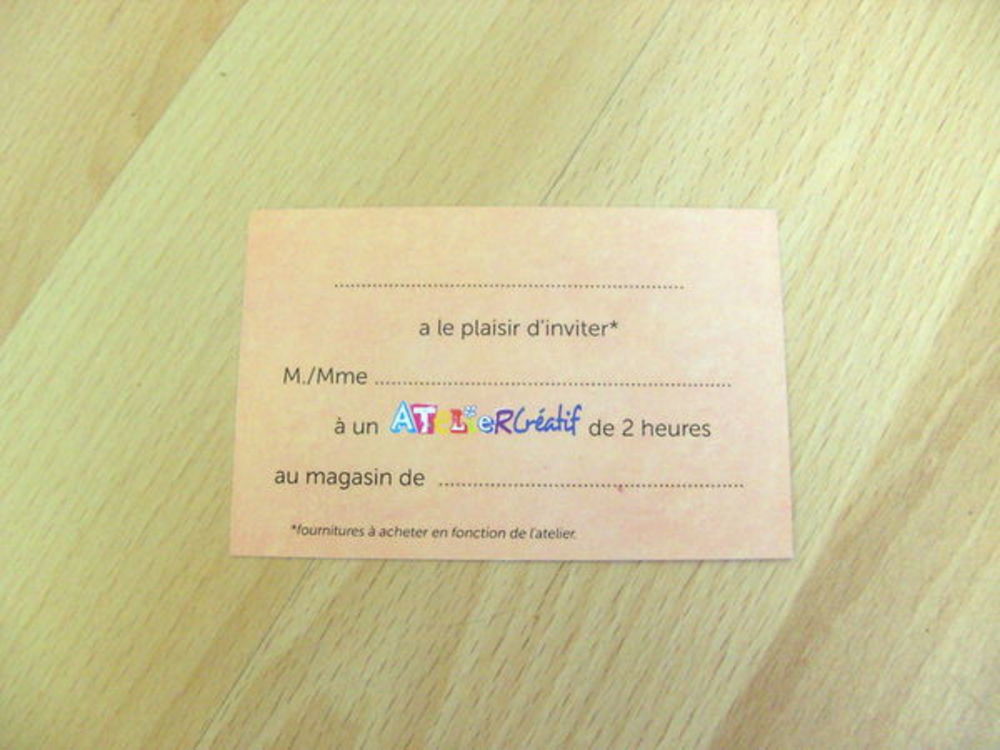 ........................................................
a le plaisir d'inviter*
M./Mme ........................................................
à un ATELieRCréatif de 2 heures
au magasin de ........................................................
*fournitures à acheter en fonction de l'atelier.